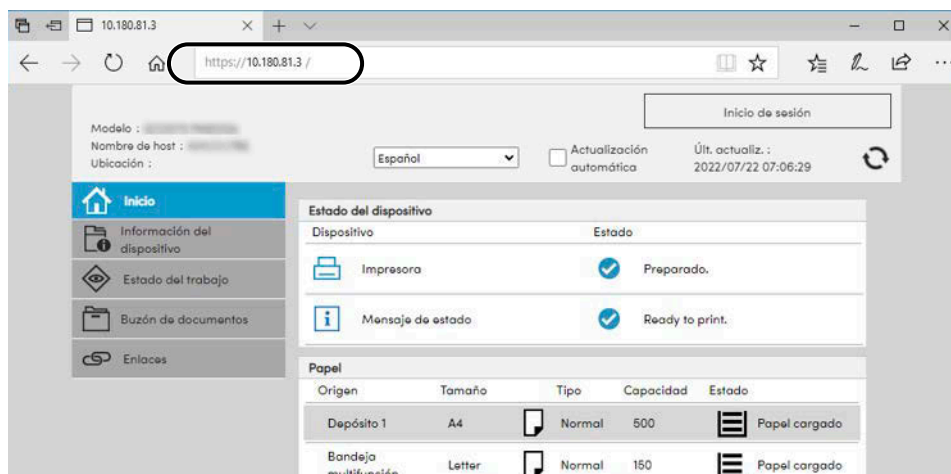 10.180.81.3
https://10.180.81.3 /
Inicio de sesión
Modelo :
Nombre de host :
Ubicación :
Español
Actualización
automática
Últ. actualiz. :
2022/07/22 07:06:29
Inicio
Información del
dispositivo
Estado del trabajo
Buzón de documentos
Enlaces
Estado del dispositivo
Dispositivo Estado
Impresora Preparado.
Mensaje de estado Ready to print.
Papel
Origen Tamaño Tipo Capacidad Estado
Depósito 1 A4 Normal 500 Papel cargado
Bandeja
multifunción Letter Normal 150 Papel cargado